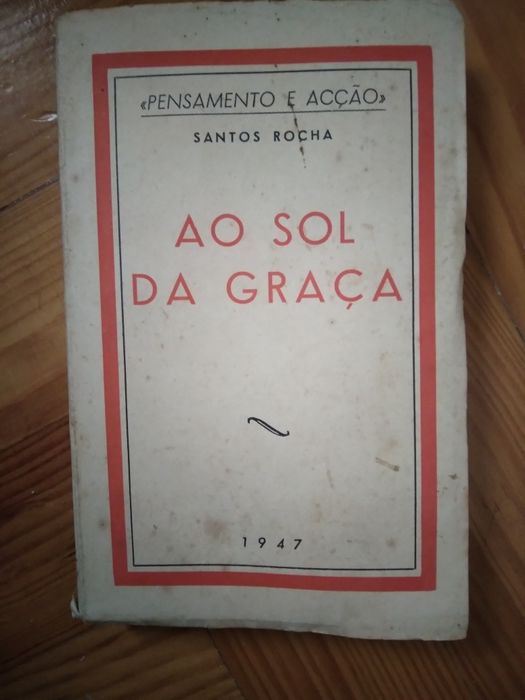 «PENSAMENTO E ACÇÃO»
SANTOS ROCHA
AO SOL
DA GRAÇA
1947